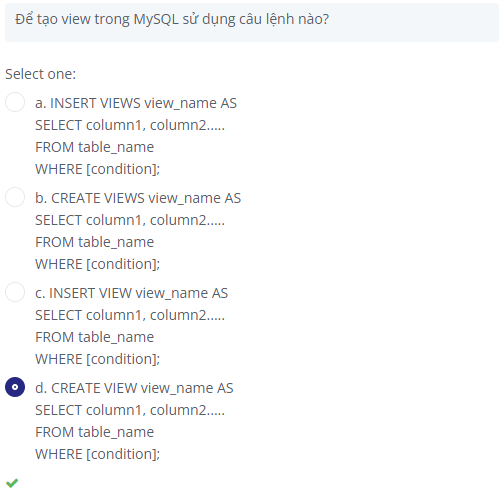 Để tạo view trong MySQL sử dụng câu lệnh nào?
Select one:
a. INSERT VIEWS view_name AS
SELECT column1, column2.....
FROM table_name
WHERE [condition];
b. CREATE VIEWS view_name AS
SELECT column1, column2.....
FROM table_name
WHERE [condition];
c. INSERT VIEW view_name AS
SELECT column1, column2.....
FROM table_name
WHERE [condition];
d. CREATE VIEW view_name AS
SELECT column1, column2.....
FROM table_name
WHERE [condition];